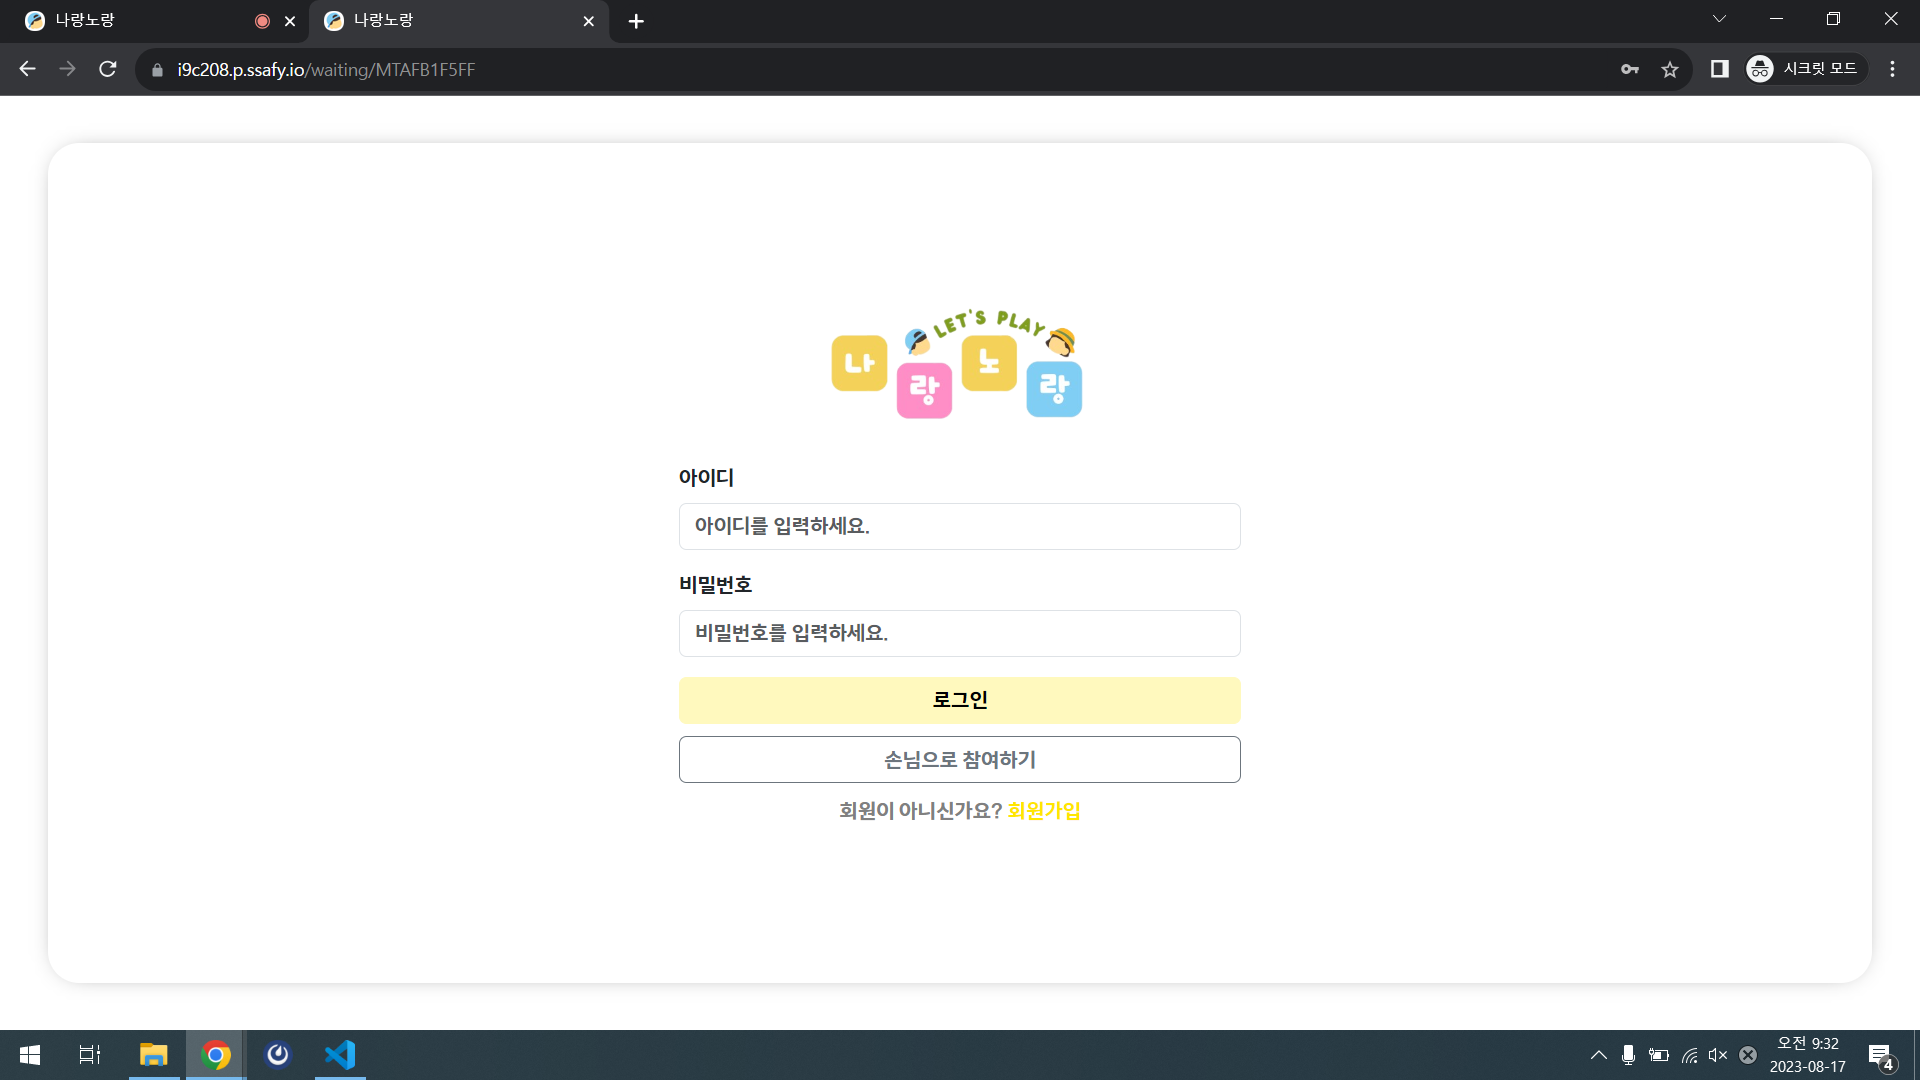 나랑노랑
나랑노랑
i9c208.p.ssafy.io/waiting/MTAFB1F5FF
시크릿 모드
LET'S PLAY
나랑노랑
아이디
아이디를 입력하세요.
비밀번호
비밀번호를 입력하세요.
로그인
손님으로 참여하기
회원이 아니신가요? 회원가입
오전 9:32
2023-08-17
4